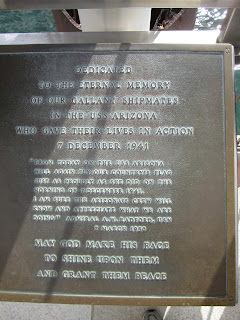 DEDICATED
TO THE ETERNAL MEMORY
OF OUR GALLANT SHIPMATES
IN THE USS ARIZONA
WHO GAVE THEIR LIVES IN ACTION
7 DECEMBER 1941
"FROM TODAY ON THE USS ARIZONA
WILL AGAIN FLY OUR COUNTRY'S FLAG
JUST AS PROUDLY AS SHE DID ON THE
MORNING OF 7 DECEMBER 1941.
I AM SURE THE ARIZONA'S CREW WILL
KNOW AND APPRECIATE WHAT WE ARE
DOING." ADMIRAL A.W. RADFORD, USN
7 MARCH 1950
MAY GOD MAKE HIS FACE
TO SHINE UPON THEM
AND GRANT THEM PEACE